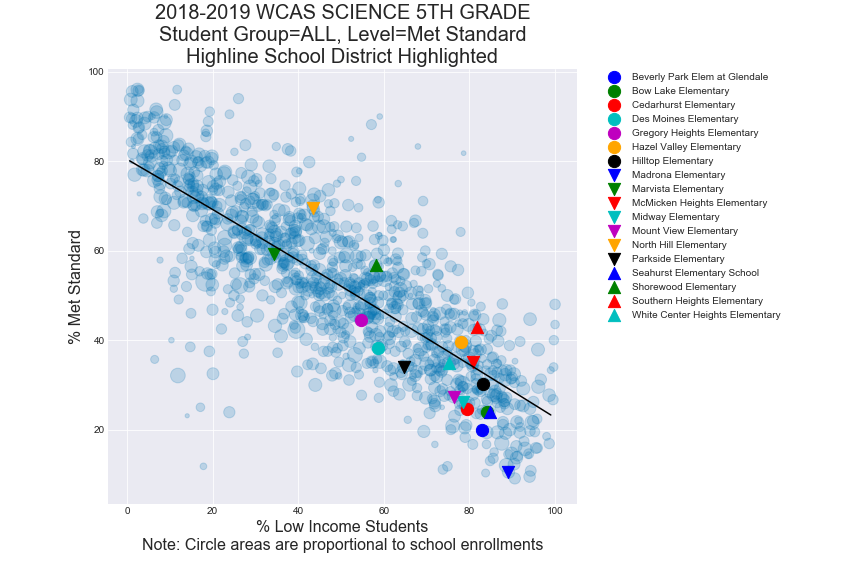 2018-2019 WCAS SCIENCE 5TH GRADE
Student Group=ALL, Level=Met Standard
Highline School District Highlighted
100
80
60
40
20
% Met Standard
0
20
40
60
80
100
% Low Income Students
Note: Circle areas are proportional to school enrollments
Beverly Park Elem at Glendale
Bow Lake Elementary
Cedarhurst Elementary
Des Moines Elementary
Gregory Heights Elementary
Hazel Valley Elementary
Hilltop Elementary
Madrona Elementary
Marvista Elementary
McMicken Heights Elementary
Midway Elementary
Mount View Elementary
North Hill Elementary
Parkside Elementary
Seahurst Elementary School
Shorewood Elementary
Southern Heights Elementary
White Center Heights Elementary